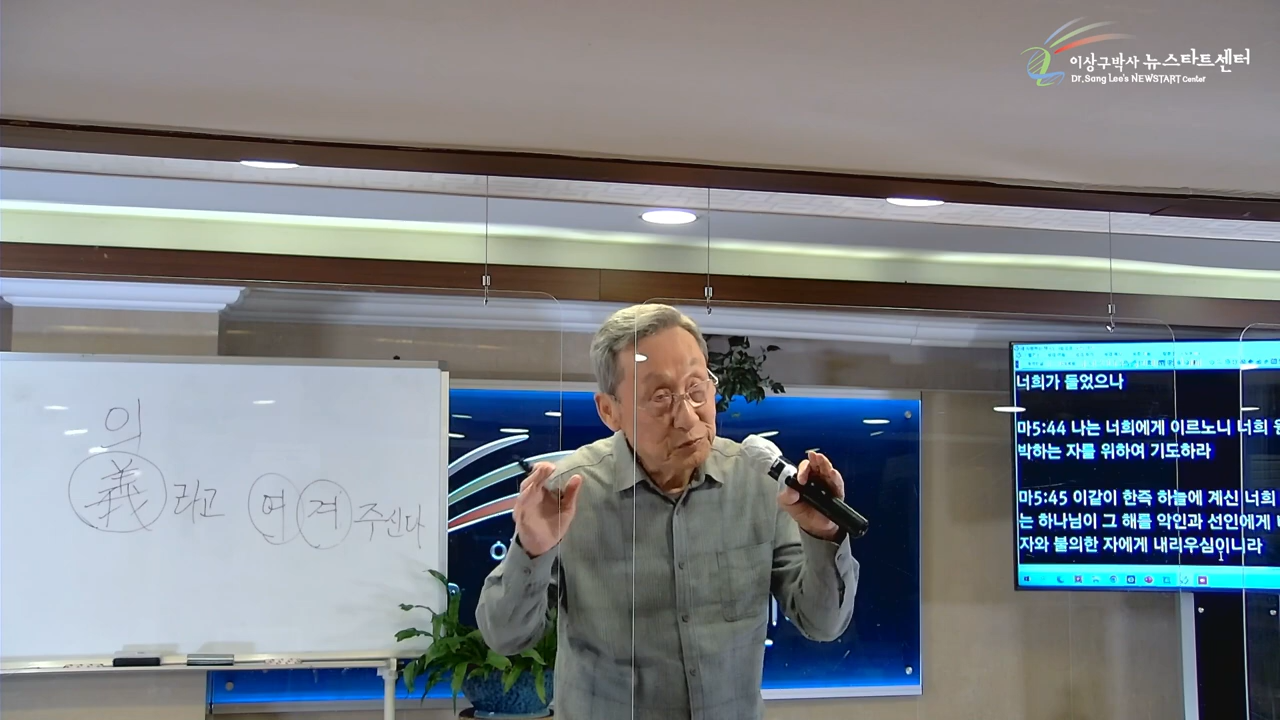 이상구박사 뉴스타트센터
Dr. Sang Lee's NEWSTART Center
의
義 라고 여겨 주신다
너희가 들었으나
마5:44 나는 너희에게 이르노니 너희
박하는 자를 위하여 기도하라
마5:45 이같이 한즉 하늘에 계신 너희
는 하나님이 그 해를 악인과 선인에게
자와 불의한 자에게 내리우심이니라